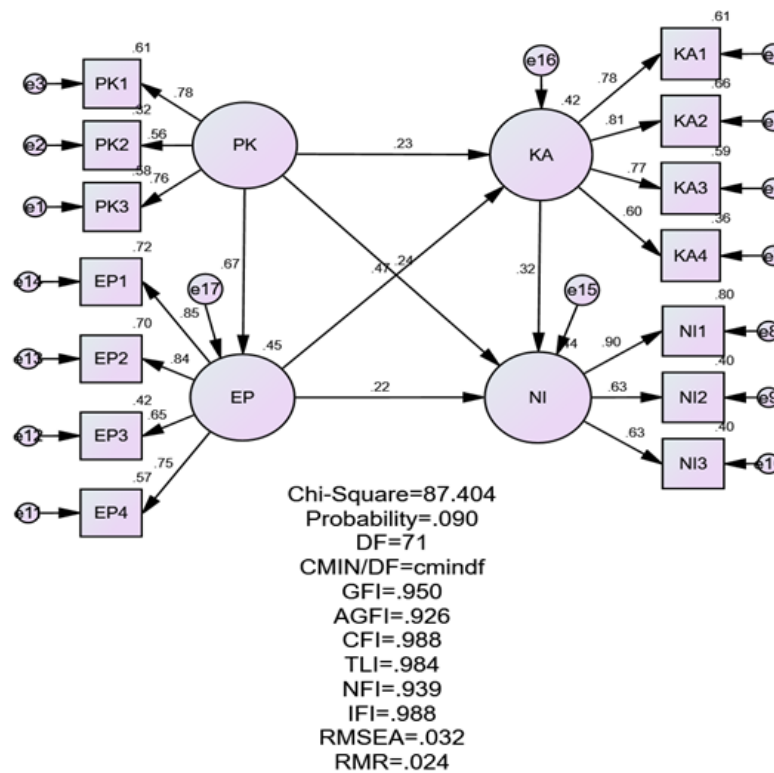 .61
e3
PK1
.78
e2
PK2
.56
.58
e1
PK3
.76
PK
.23
e16
.42
KA
.78
.61
KA1
.81
.66
KA2
.77
.59
KA3
.60
.36
KA4
.72
e14
EP1
.85
.70
e13
EP2
.84
.42
e12
EP3
.65
.57
e11
EP4
.75
.67
e17
.45
EP
.47
.24
.32
e15
.22
NI
.90
.80
NI1
e8
.63
.40
NI2
e9
.63
.40
NI3
Chi-Square=87.404
Probability=.090
DF=71
CMIN/DF=cmindf
GFI=.950
AGFI=.926
CFI=.988
TLI=.984
NFI=.939
IFI=.988
RMSEA=.032
RMR=.024